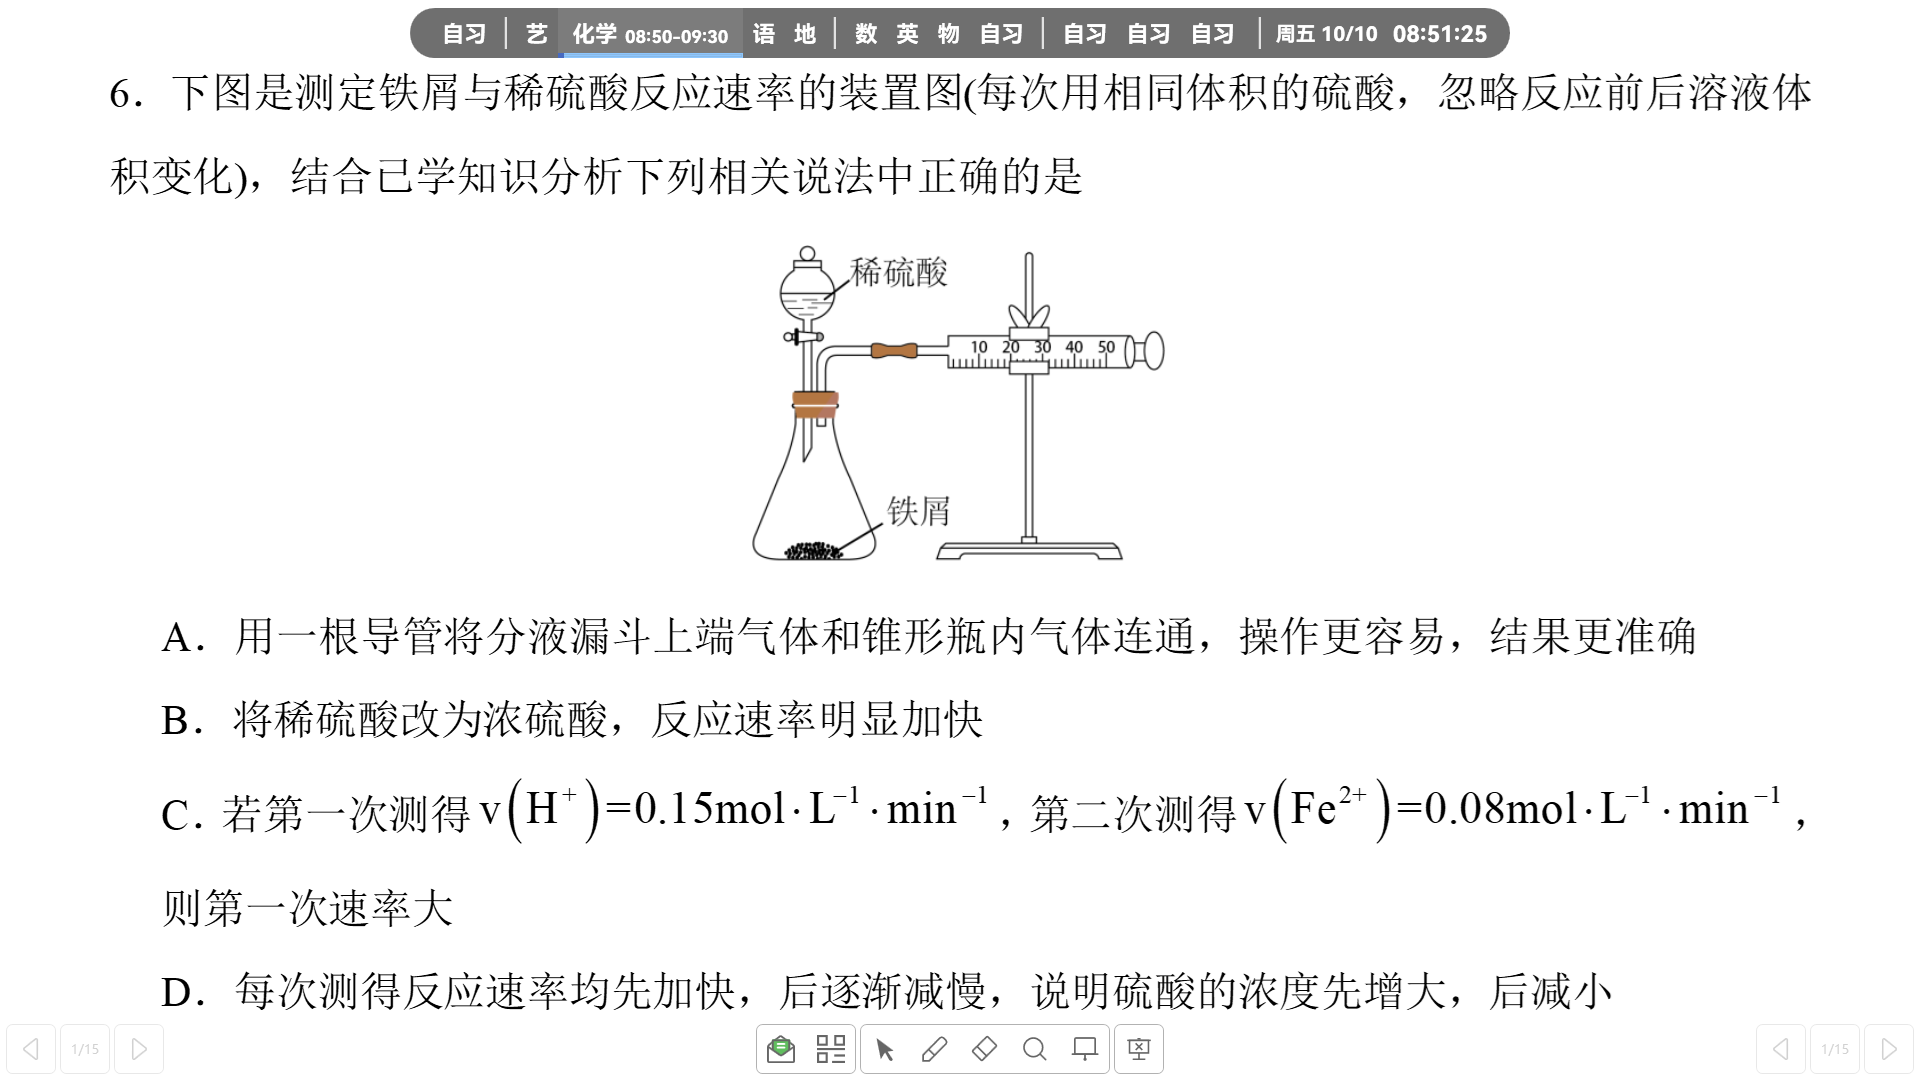 自习 | 艺 化学 08:50-09:30 语 地 | 数 英 物 自习 | 自习 自习 自习 | 周五 10/10 08:51:25
6．下图是测定铁屑与稀硫酸反应速率的装置图(每次用相同体积的硫酸，忽略反应前后溶液体
积变化)，结合已学知识分析下列相关说法中正确的是
稀硫酸
10 20 30 40 50
铁屑
A．用一根导管将分液漏斗上端气体和锥形瓶内气体连通，操作更容易，结果更准确
B．将稀硫酸改为浓硫酸，反应速率明显加快
C．若第一次测得v(H⁺)=0.15mol·L⁻¹·min⁻¹，第二次测得v(Fe²⁺)=0.08mol·L⁻¹·min⁻¹，
则第一次速率大
D．每次测得反应速率均先加快，后逐渐减慢，说明硫酸的浓度先增大，后减小
1/15
1/15